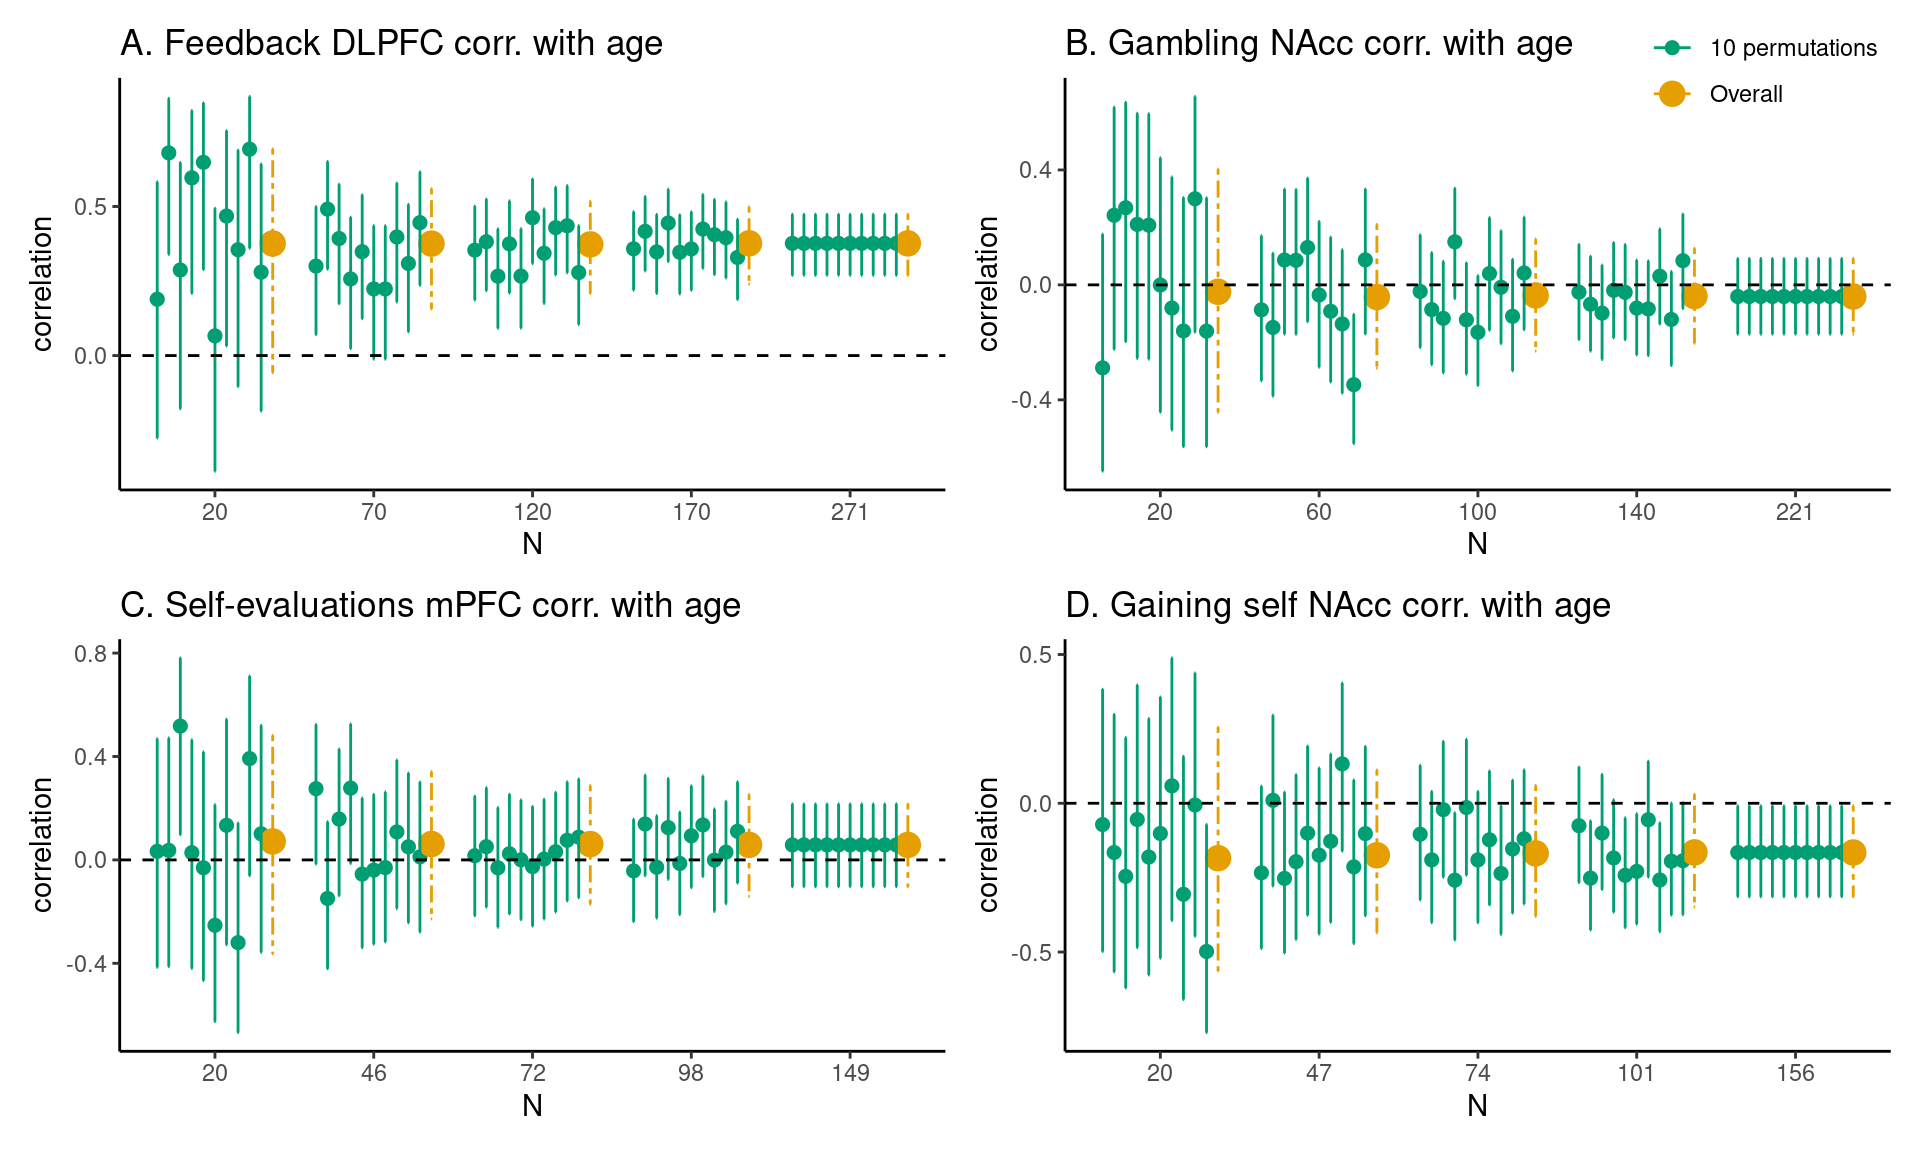 A. Feedback DLPFC corr. with age
correlation
0.5
0.0
20 70 120 170 271
N
B. Gambling NAcc corr. with age
10 permutations
Overall
correlation
0.4
0.0
-0.4
20 60 100 140 221
N
C. Self-evaluations mPFC corr. with age
correlation
0.8
0.4
0.0
-0.4
20 46 72 98 149
N
D. Gaining self NAcc corr. with age
correlation
0.5
0.0
-0.5
20 47 74 101 156
N